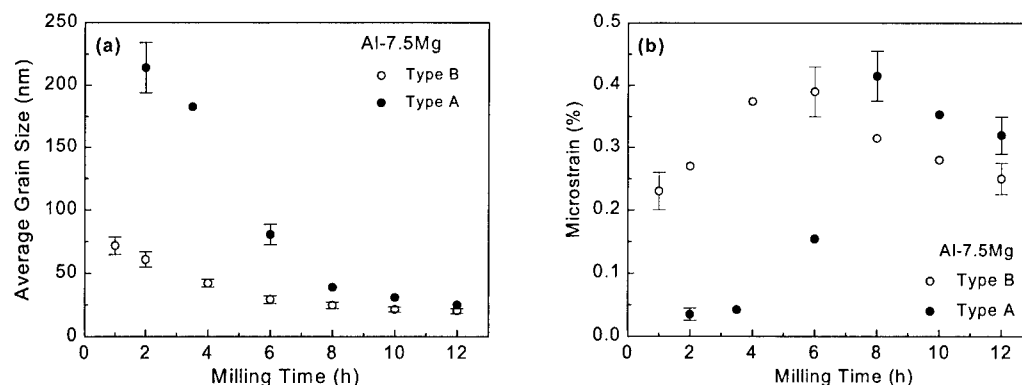 (a)
Al-7.5Mg
Type B
Type A
Average Grain Size (nm)
250
200
150
100
50
0
0 2 4 6 8 10 12
Milling Time (h)
(b)
Al-7.5Mg
Type B
Type A
Microstrain (%)
0.5
0.4
0.3
0.2
0.1
0.0
0 2 4 6 8 10 12
Milling Time (h)